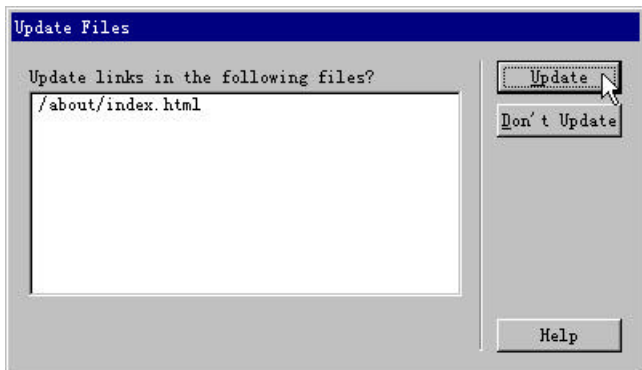 Update Files
Update links in the following files?
/about/index.html
Update
Don't Update
Help